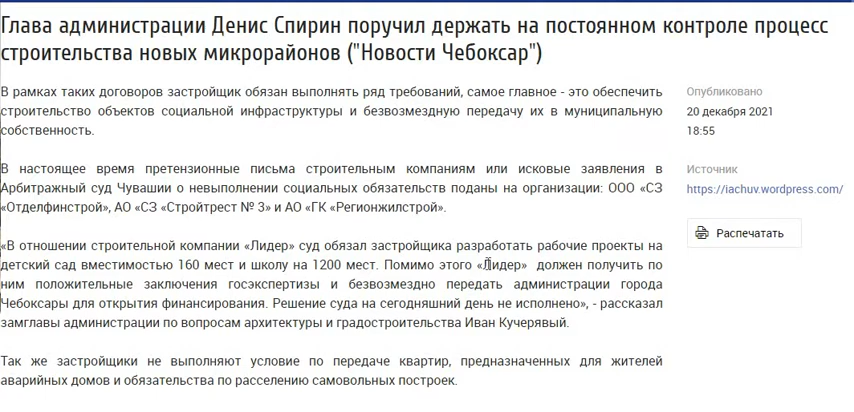 Глава администрации Денис Спирин поручил держать на постоянном контроле процесс
строительства новых микрорайонов ("Новости Чебоксар")
В рамках таких договоров застройщик обязан выполнять ряд требований, самое главное - это обеспечить
строительство объектов социальной инфраструктуры и безвозмездную передачу их в муниципальную
собственность.
В настоящее время претензионные письма строительным компаниям или исковые заявления в
Арбитражный суд Чувашии о невыполнении социальных обязательств поданы на организации: ООО «СЗ
«Отделфинстрой», АО «СЗ «Стройтрест № 3» и АО «ГК «Регионжилстрой».
«В отношении строительной компании «Лидер» суд обязал застройщика разработать рабочие проекты на
детский сад вместимостью 160 мест и школу на 1200 мест. Помимо этого «Лидер» должен получить по
ним положительные заключения госэкспертизы и безвозмездно передать администрации города
Чебоксары для открытия финансирования. Решение суда на сегодняшний день не исполнено», - рассказал
замглавы администрации по вопросам архитектуры и градостроительства Иван Кучерявый.
Так же застройщики не выполняют условие по передаче квартир, предназначенных для жителей
аварийных домов и обязательства по расселению самовольных построек.
Опубликовано
20 декабря 2021
18:55
Источник
https://iachuv.wordpress.com/
Распечатать